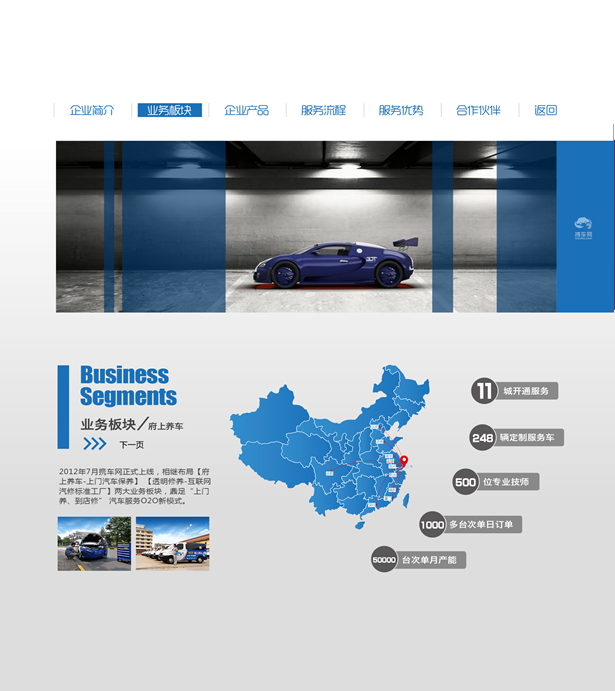 企业简介
业务板块
企业产品
服务流程
服务优势
合作伙伴
返回
携车网
Business
Segments
业务板块/府上养车
下一页
2012年7月携车网正式上线，相继布局【府
上养车-上门汽车保养】【透明修养-互联网
汽修标准工厂】两大业务板块，鼎足“上门
养、到店修” 汽车服务O2O新模式。
11 城开通服务
248 辆定制服务车
500 位专业技师
1000 多台次单日订单
50000 台次单月产能